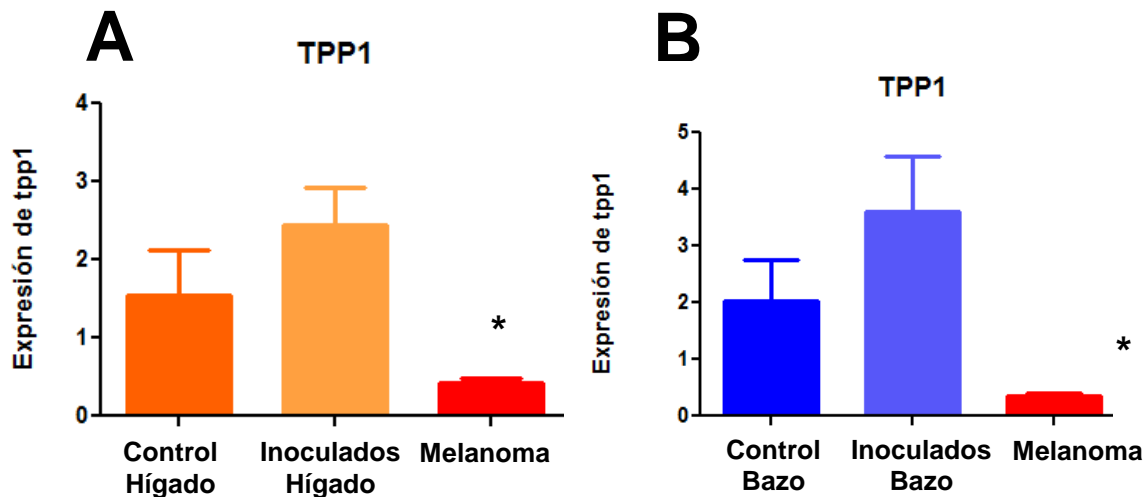 A
TPP1
Expresión de tpp1
4
3
2
1
0
*
Control
Hígado
Inoculados
Hígado
Melanoma
B
TPP1
Expresión de tpp1
5
4
3
2
1
0
*
Control
Bazo
Inoculados
Bazo
Melanoma